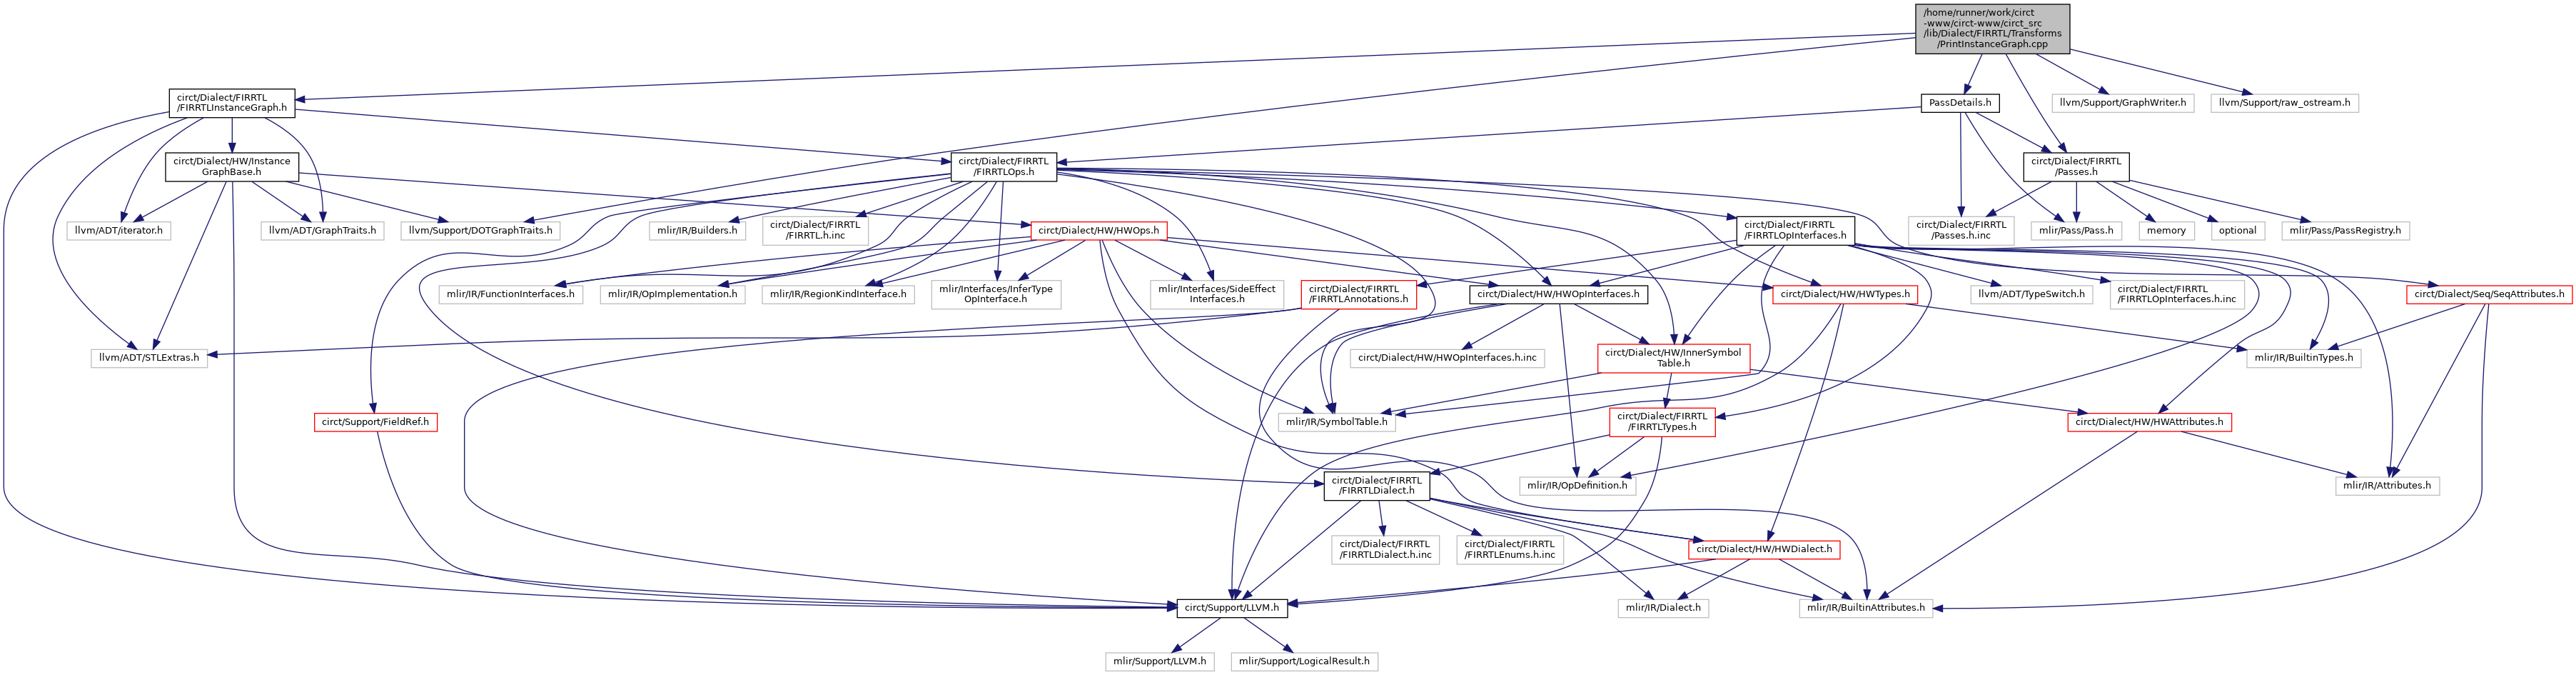 /home/runner/work/circt
-www/circt-www/circt_src
/lib/Dialect/FIRRTL/Transforms
/PrintInstanceGraph.cpp
circt/Dialect/FIRRTL
/FIRRTLInstanceGraph.h
PassDetails.h
llvm/Support/GraphWriter.h
llvm/Support/raw_ostream.h
circt/Dialect/HW/Instance
GraphBase.h
circt/Dialect/FIRRTL
/FIRRTLOps.h
circt/Dialect/FIRRTL
/Passes.h
llvm/ADT/iterator.h
llvm/ADT/GraphTraits.h
llvm/Support/DOTGraphTraits.h
mlir/IR/Builders.h
circt/Dialect/FIRRTL
/FIRRTL.h.inc
circt/Dialect/HW/HWOps.h
circt/Dialect/FIRRTL
/FIRRTLOpInterfaces.h
circt/Dialect/FIRRTL
/Passes.h.inc
mlir/Pass/Pass.h
memory
optional
mlir/Pass/PassRegistry.h
mlir/IR/FunctionInterfaces.h
mlir/IR/OpImplementation.h
mlir/IR/RegionKindInterface.h
mlir/Interfaces/InferType
OpInterface.h
mlir/Interfaces/SideEffect
Interfaces.h
circt/Dialect/FIRRTL
/FIRRTLAnnotations.h
circt/Dialect/HW/HWOpInterfaces.h
circt/Dialect/HW/HWTypes.h
llvm/ADT/TypeSwitch.h
circt/Dialect/FIRRTL
/FIRRTLOpInterfaces.h.inc
circt/Dialect/Seq/SeqAttributes.h
llvm/ADT/STLExtras.h
circt/Dialect/HW/HWOpInterfaces.h.inc
circt/Dialect/HW/InnerSymbol
Table.h
mlir/IR/BuiltinTypes.h
circt/Support/FieldRef.h
mlir/IR/SymbolTable.h
circt/Dialect/FIRRTL
/FIRRTLTypes.h
circt/Dialect/HW/HWAttributes.h
circt/Dialect/FIRRTL
/FIRRTLDialect.h
mlir/IR/OpDefinition.h
mlir/IR/Attributes.h
circt/Dialect/FIRRTL
/FIRRTLDialect.h.inc
circt/Dialect/FIRRTL
/FIRRTLEnums.h.inc
circt/Dialect/HW/HWDialect.h
circt/Support/LLVM.h
mlir/IR/Dialect.h
mlir/IR/BuiltinAttributes.h
mlir/Support/LLVM.h
mlir/Support/LogicalResult.h